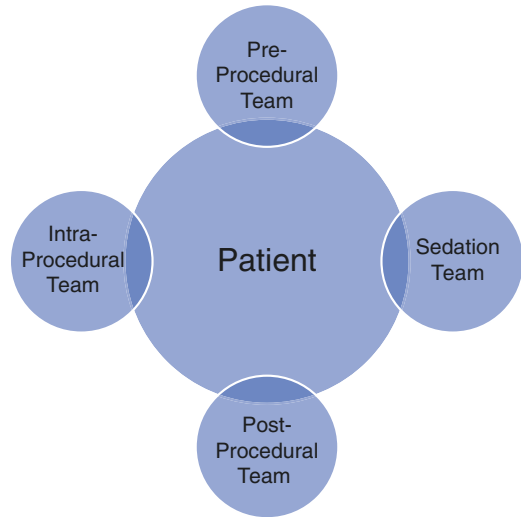 Pre-
Procedural
Team
Intra-
Procedural
Team
Patient
Sedation
Team
Post-
Procedural
Team